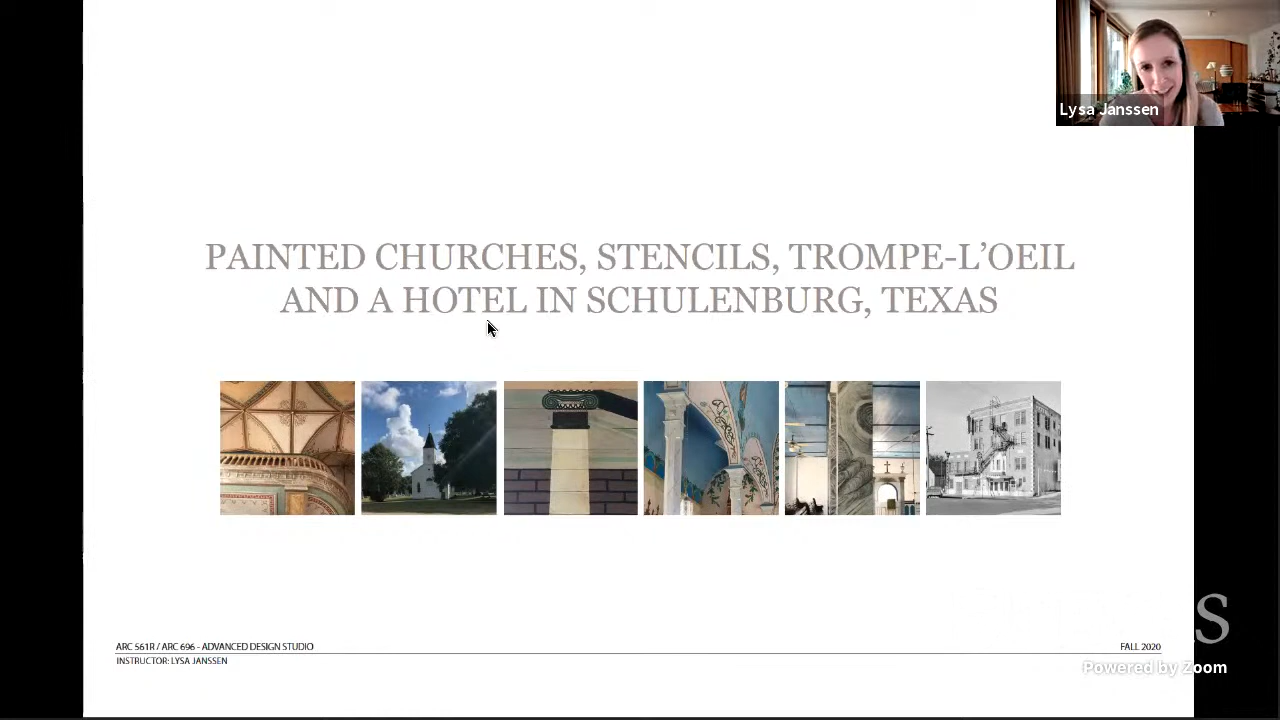 Lysa Janssen
PAINTED CHURCHES, STENCILS, TROMPE-L’OEIL
AND A HOTEL IN SCHULENBURG, TEXAS
S
ARC 561R / ARC 696 - ADVANCED DESIGN STUDIO
FALL 2020
INSTRUCTOR: LYSA JANSSEN
Powered by Zoom